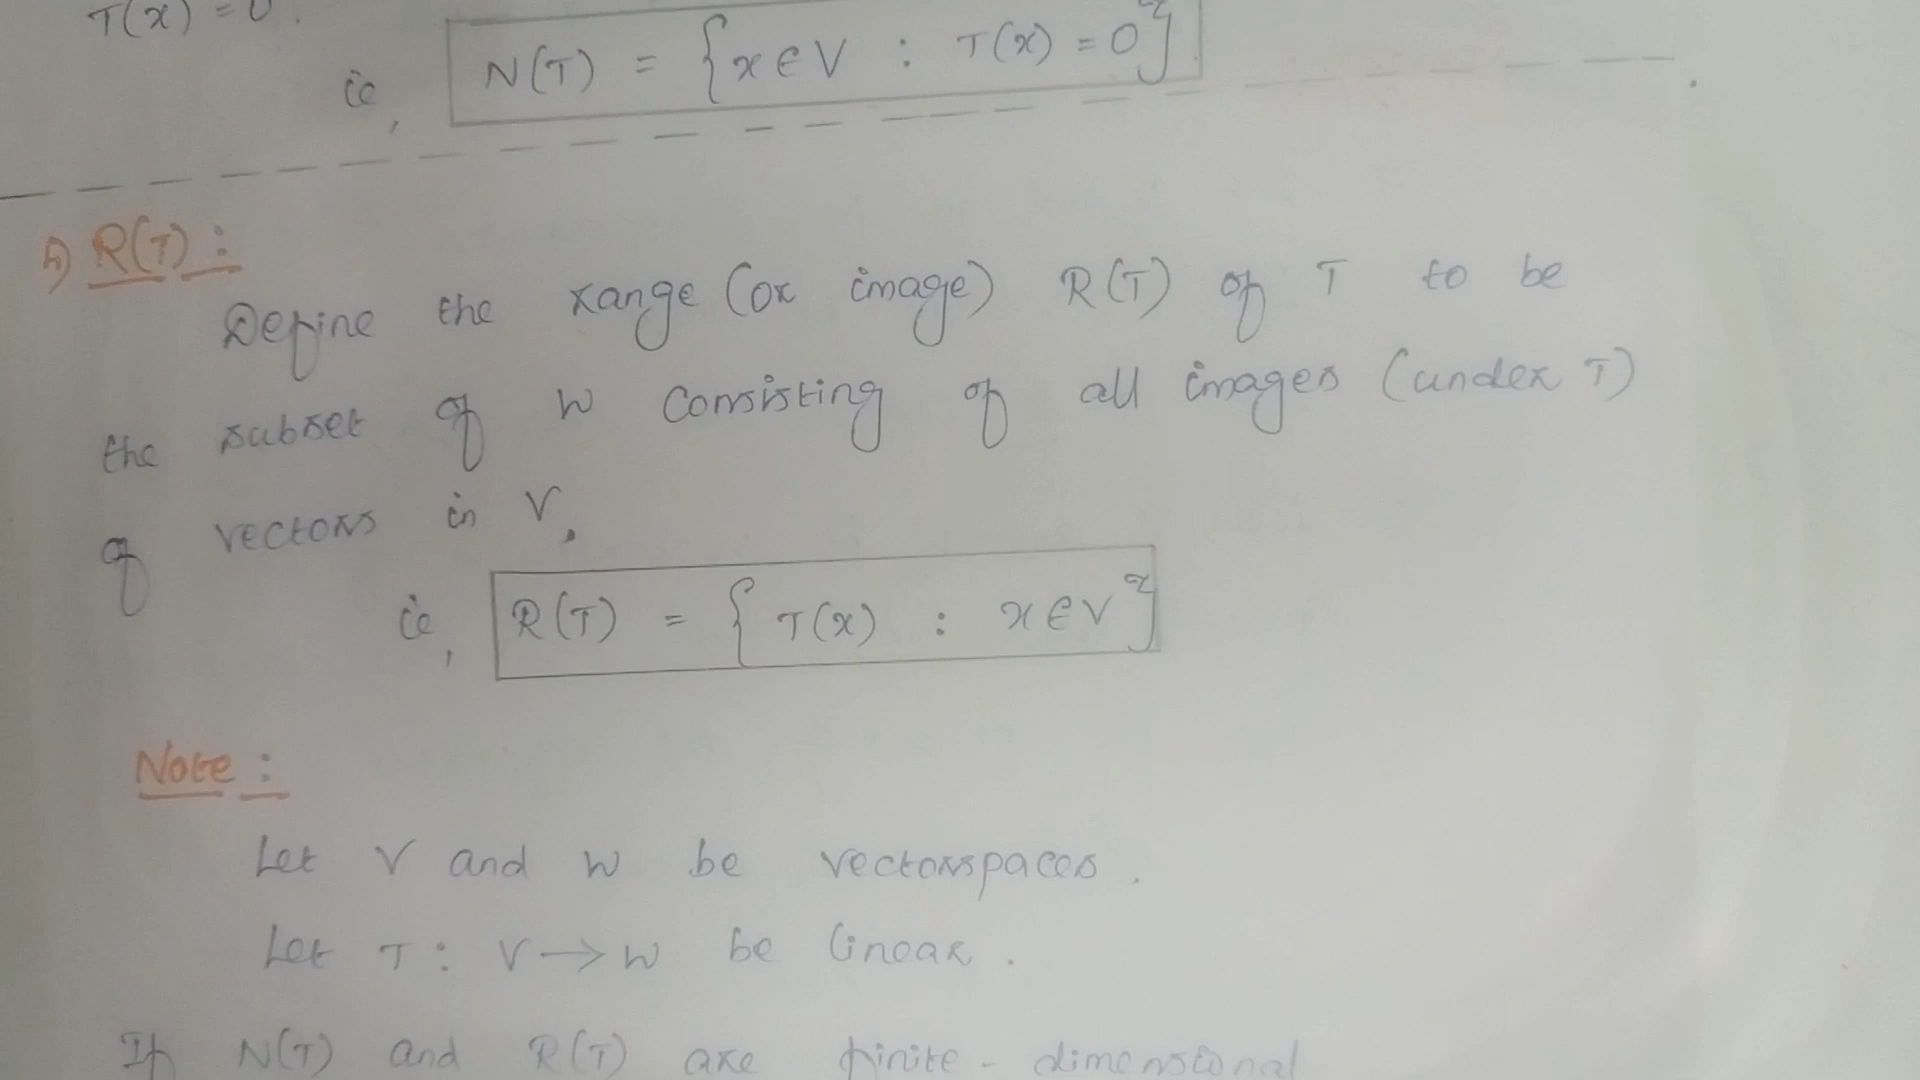 T(x) = 0.
ie, N(T) = {x ∈ V : T(x) = 0}
R(T) :
Define the range (or image) R(T) of T to be
the subset of W consisting of all images (under T)
of vectors in V.
ie, R(T) = { T(x) : x ∈ V }
Note :
Let V and W be vectorspaces.
Let T : V → W be linear.
If N(T) and R(T) are finite - dimensional